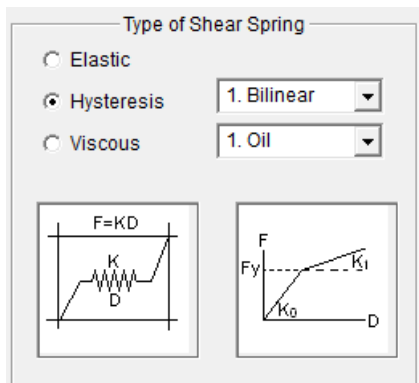 Type of Shear Spring
Elastic
Hysteresis
1. Bilinear
Viscous
1. Oil
F=KD
K
D
F
Fy
K1
K0
D